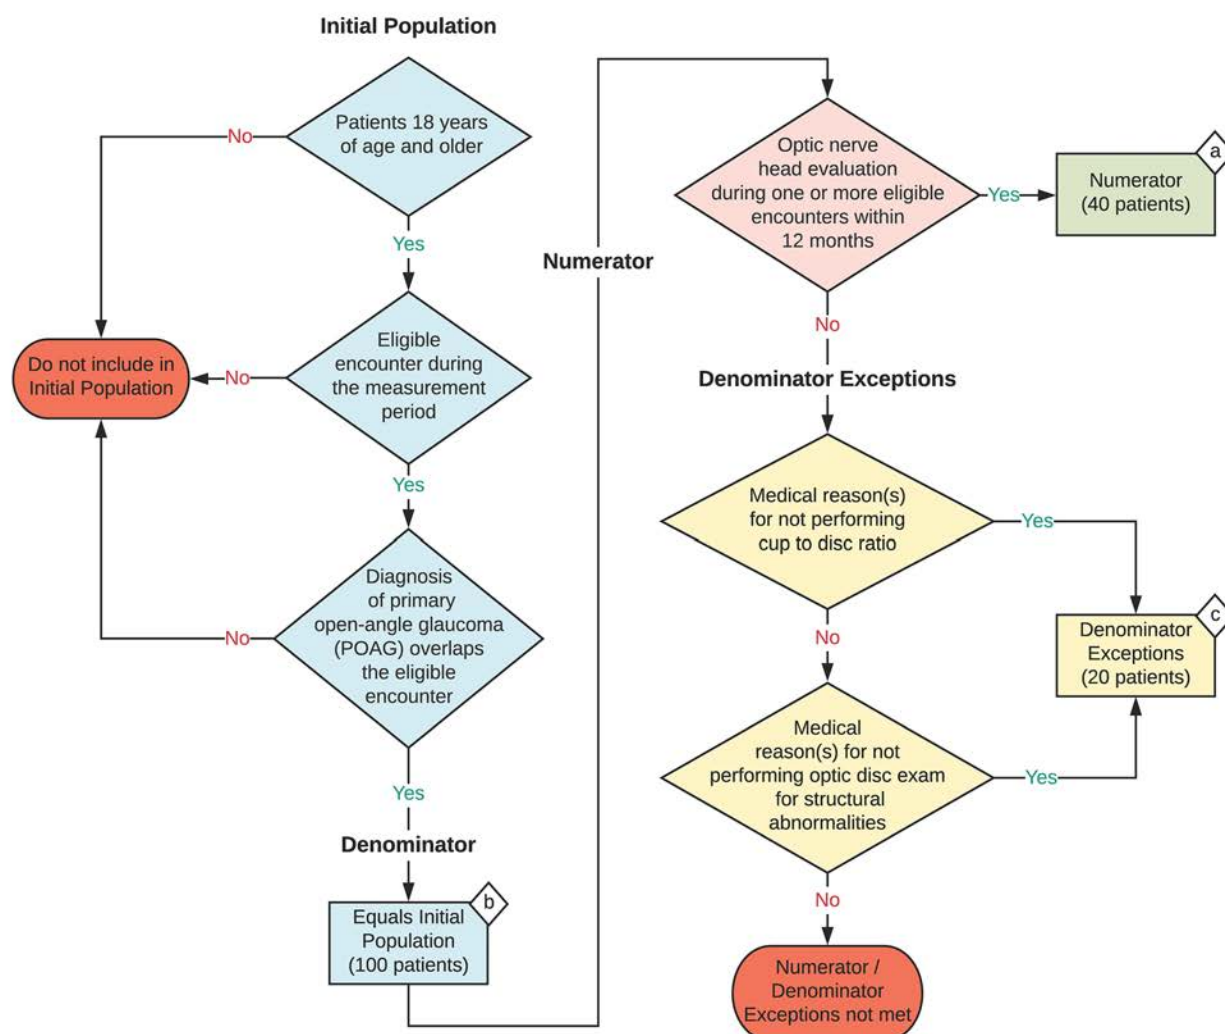 Initial Population
Patients 18 years
of age and older
No
Yes
Eligible
encounter during
the measurement
period
No
Do not include in
Initial Population
Yes
Diagnosis
of primary
open-angle glaucoma
(POAG) overlaps
the eligible
encounter
No
Yes
Denominator
b
Equals Initial
Population
(100 patients)
Numerator
Optic nerve
head evaluation
during one or more eligible
encounters within
12 months
Yes
a
Numerator
(40 patients)
No
Denominator Exceptions
Medical reason(s)
for not performing
cup to disc ratio
Yes
No
c
Denominator
Exceptions
(20 patients)
Medical
reason(s) for not
performing optic disc exam
for structural
abnormalities
Yes
No
Numerator /
Denominator
Exceptions not met